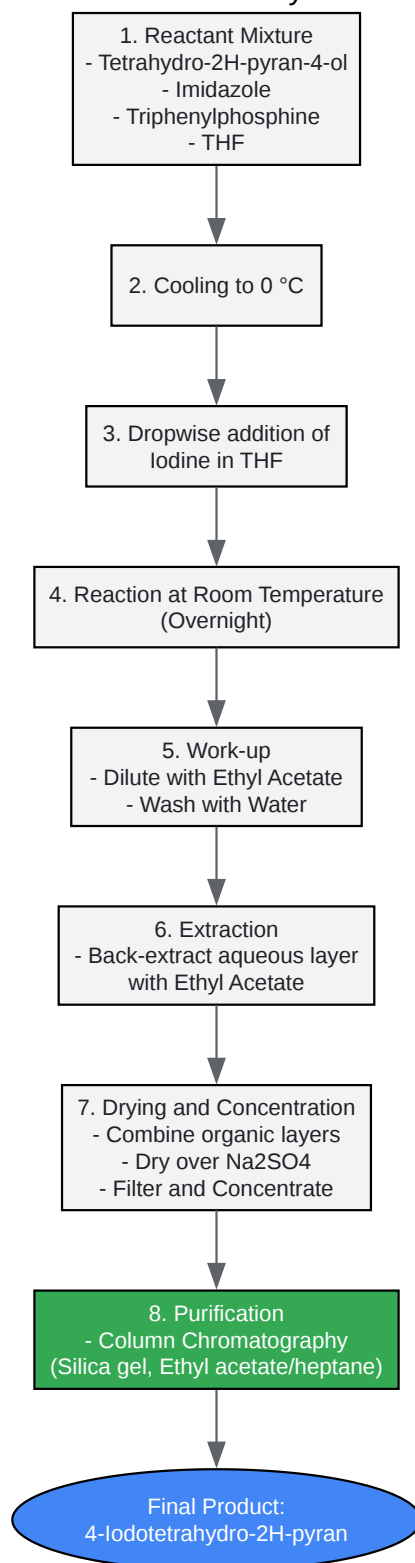 1. Reactant Mixture
- Tetrahydro-2H-pyran-4-ol
- Imidazole
- Triphenylphosphine
- THF
2. Cooling to 0 °C
3. Dropwise addition of
Iodine in THF
4. Reaction at Room Temperature
(Overnight)
5. Work-up
- Dilute with Ethyl Acetate
- Wash with Water
6. Extraction
- Back-extract aqueous layer
with Ethyl Acetate
7. Drying and Concentration
- Combine organic layers
- Dry over Na2SO4
- Filter and Concentrate
8. Purification
- Column Chromatography
(Silica gel, Ethyl acetate/heptane)
Final Product:
4-Iodotetrahydro-2H-pyran